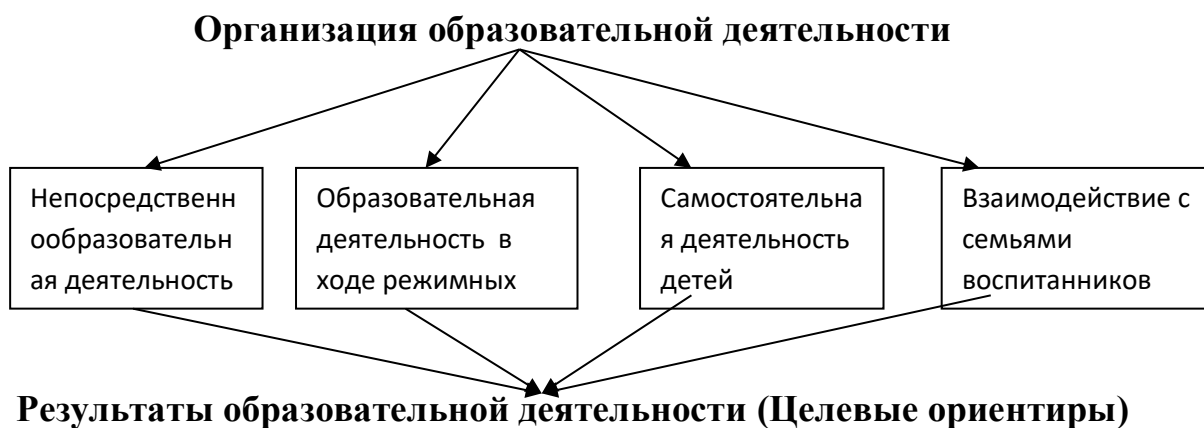 Организация образовательной деятельности
Непосредственн
ообразовательн
ая деятельность
Образовательная
деятельность в
ходе режимных
Самостоятельна
я деятельность
детей
Взаимодействие с
семьями
воспитанников
Результаты образовательной деятельности (Целевые ориентиры)